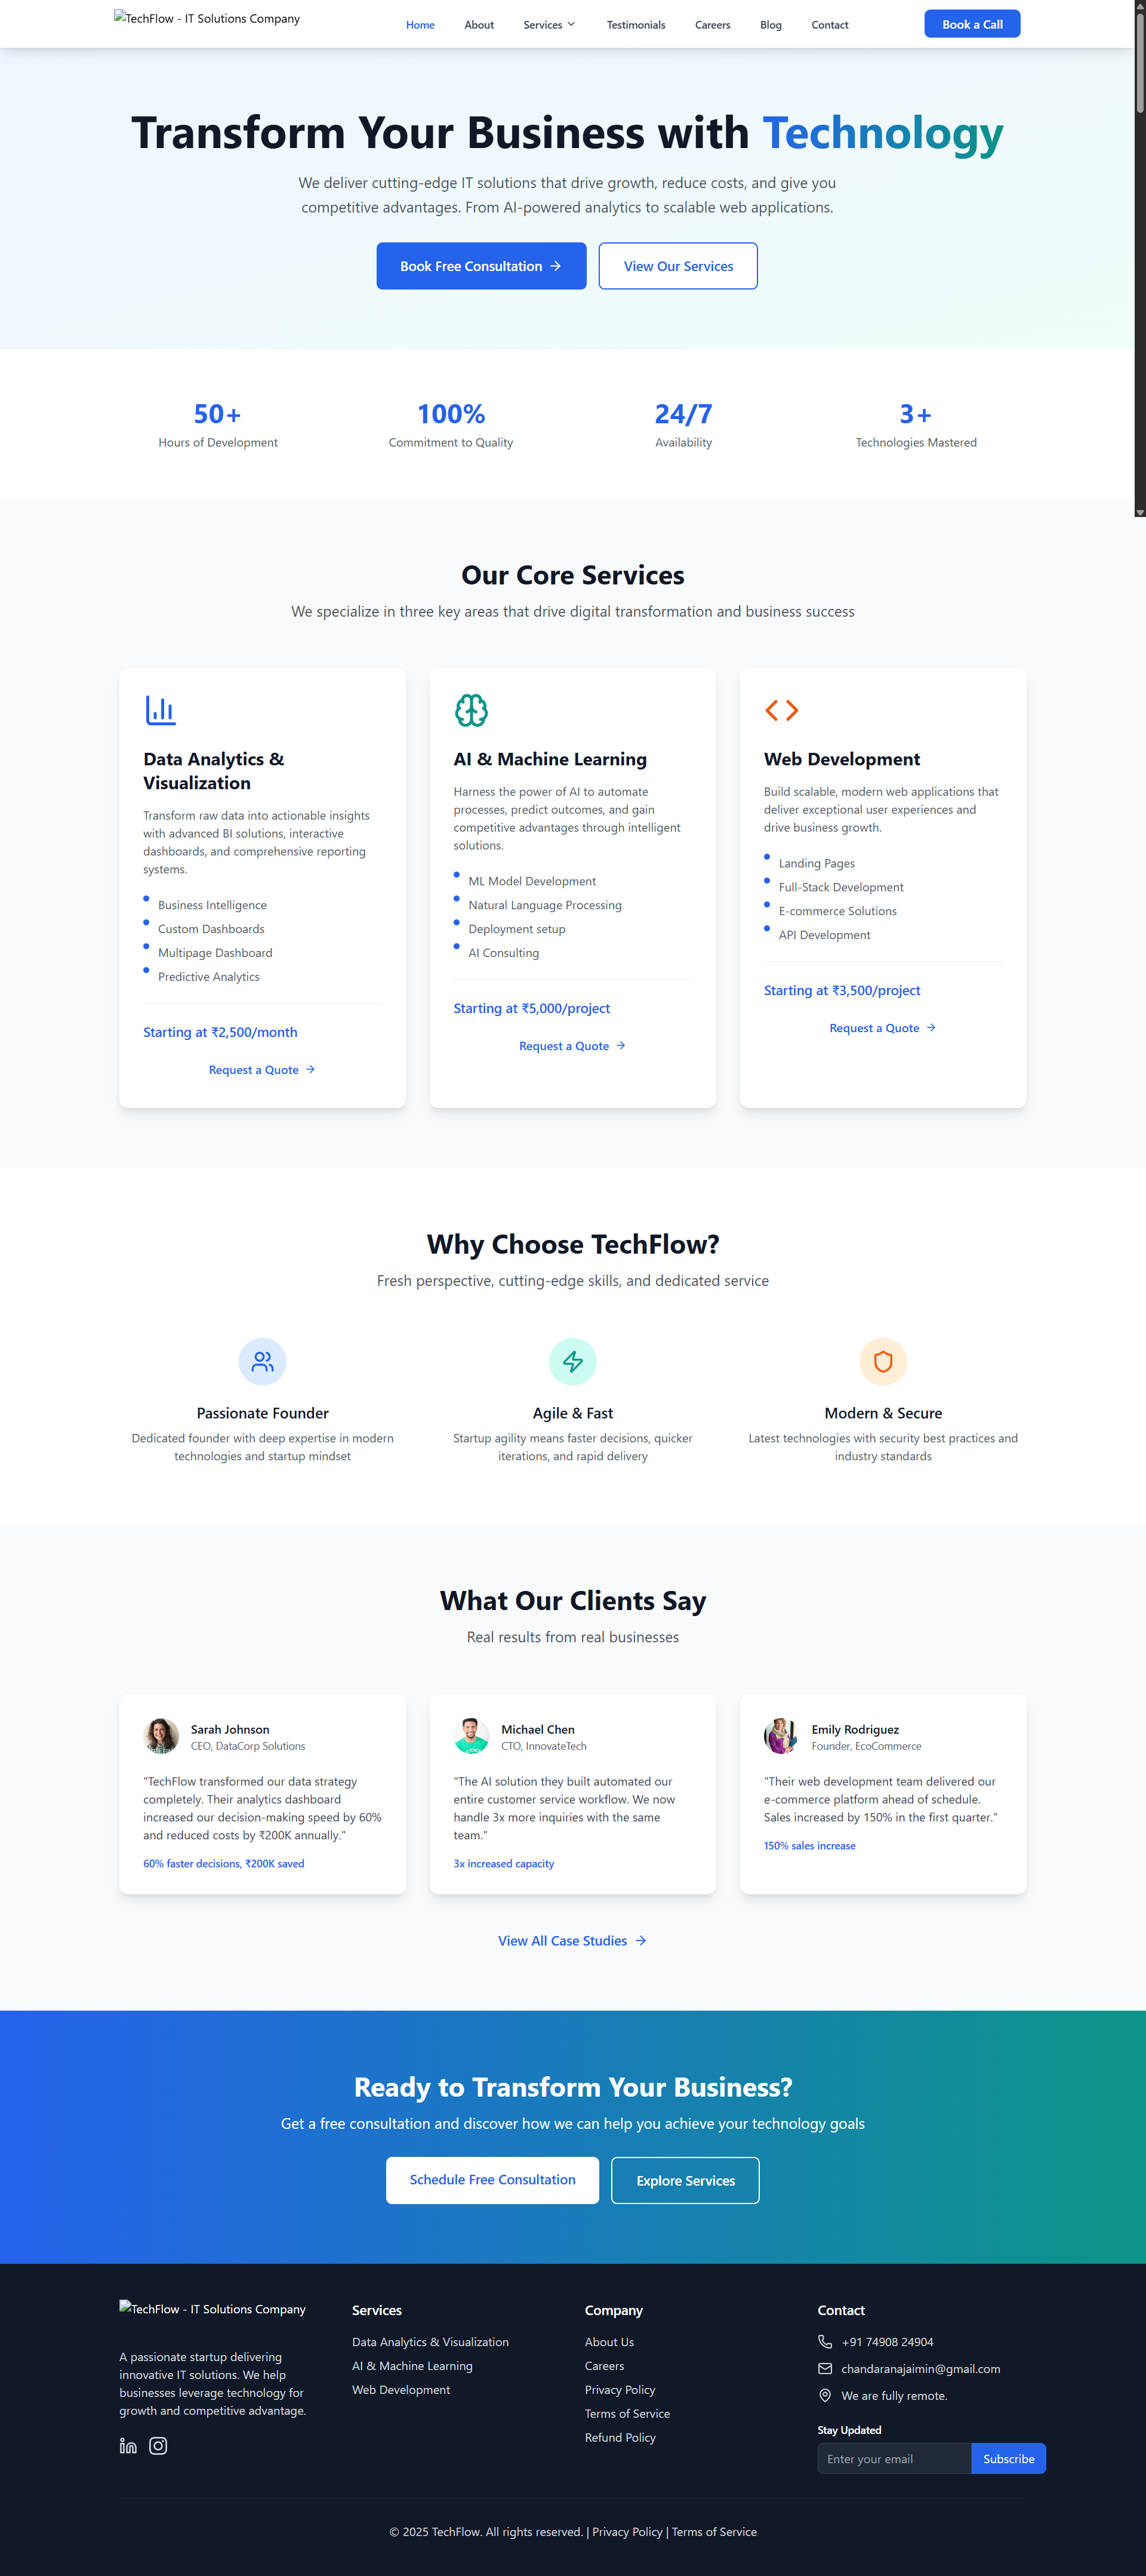 TechFlow - IT Solutions Company
Home
About
Services
Testimonials
Careers
Blog
Contact
Book a Call
Transform Your Business with Technology
We deliver cutting-edge IT solutions that drive growth, reduce costs, and give you
competitive advantages. From AI-powered analytics to scalable web applications.
Book Free Consultation
View Our Services
50+
Hours of Development
100%
Commitment to Quality
24/7
Availability
3+
Technologies Mastered
Our Core Services
We specialize in three key areas that drive digital transformation and business success
Data Analytics &
Visualization
Transform raw data into actionable insights
with advanced BI solutions, interactive
dashboards, and comprehensive reporting
systems.
Business Intelligence
Custom Dashboards
Multipage Dashboard
Predictive Analytics
Starting at ₹2,500/month
Request a Quote
AI & Machine Learning
Harness the power of AI to automate
processes, predict outcomes, and gain
competitive advantages through intelligent
solutions.
ML Model Development
Natural Language Processing
Deployment setup
AI Consulting
Starting at ₹5,000/project
Request a Quote
Web Development
Build scalable, modern web applications that
deliver exceptional user experiences and
drive business growth.
Landing Pages
Full-Stack Development
E-commerce Solutions
API Development
Starting at ₹3,500/project
Request a Quote
Why Choose TechFlow?
Fresh perspective, cutting-edge skills, and dedicated service
Passionate Founder
Dedicated founder with deep expertise in modern
technologies and startup mindset
Agile & Fast
Startup agility means faster decisions, quicker
iterations, and rapid delivery
Modern & Secure
Latest technologies with security best practices and
industry standards
What Our Clients Say
Real results from real businesses
Sarah Johnson
CEO, DataCorp Solutions
"TechFlow transformed our data strategy
completely. Their analytics dashboard
increased our decision-making speed by 60%
and reduced costs by ₹200K annually."
60% faster decisions, ₹200K saved
Michael Chen
CTO, InnovateTech
"The AI solution they built automated our
entire customer service workflow. We now
handle 3x more inquiries with the same
team."
3x increased capacity
Emily Rodriguez
Founder, EcoCommerce
"Their web development team delivered our
e-commerce platform ahead of schedule.
Sales increased by 150% in the first quarter."
150% sales increase
View All Case Studies
Ready to Transform Your Business?
Get a free consultation and discover how we can help you achieve your technology goals
Schedule Free Consultation
Explore Services
TechFlow - IT Solutions Company
A passionate startup delivering
innovative IT solutions. We help
businesses leverage technology for
growth and competitive advantage.
Services
Data Analytics & Visualization
AI & Machine Learning
Web Development
Company
About Us
Careers
Privacy Policy
Terms of Service
Refund Policy
Contact
+91 74908 24904
chandaranajaimin@gmail.com
We are fully remote.
Stay Updated
Enter your email
Subscribe
© 2025 TechFlow. All rights reserved. | Privacy Policy | Terms of Service